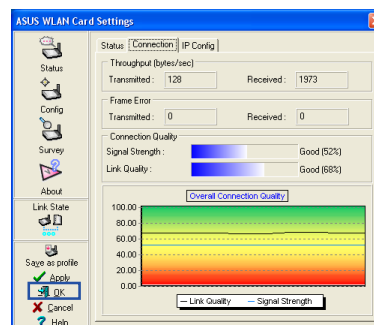 ASUS WLAN Card Settings
Status
Config
Survey
About
Link State
Save as profile
Apply
OK
Cancel
Help
Status Connection IP Config
Throughput (bytes/sec)
Transmitted : 128 Received : 1973
Frame Error
Transmitted : 0 Received : 0
Connection Quality
Signal Strength : Good (52%)
Link Quality : Good (68%)
Overall Connection Quality
100.00
80.00
60.00
40.00
20.00
0.00
Link Quality Signal Strength